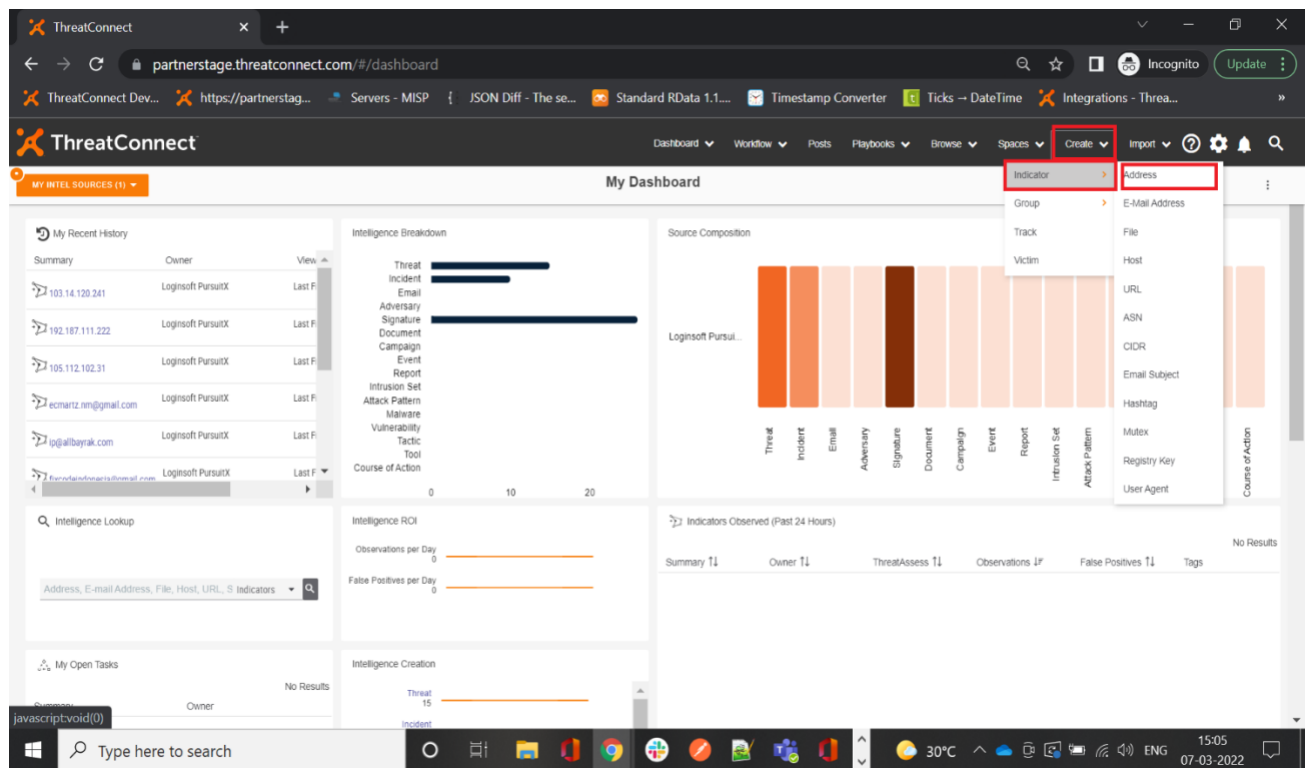 ThreatConnect
partnerstage.threatconnect.com/#/dashboard
Incognito
Update
ThreatConnect Dev...
https://partnerstag...
Servers - MISP
JSON Diff - The se...
Standard RData 1.1....
Timestamp Converter
Ticks → DateTime
Integrations - Threa...
»
ThreatConnect
Dashboard
Workflow
Posts
Playbooks
Browse
Spaces
Create
Import
MY INTEL SOURCES (1)
My Dashboard
Indicator
Group
Track
Victim
Address
E-Mail Address
File
Host
URL
ASN
CIDR
Email Subject
Hashtag
Mutex
Registry Key
User Agent
My Recent History
Summary Owner View
103.14.120.241 Loginsoft PursuitX Last F
192.187.111.222 Loginsoft PursuitX Last F
105.112.102.31 Loginsoft PursuitX Last F
ecmartz.nm@gmail.com Loginsoft PursuitX Last F
ip@allbayrak.com Loginsoft PursuitX Last F
Loginsoft PursuitX Last F
Intelligence Breakdown
Threat
Incident
Email
Adversary
Signature
Document
Campaign
Event
Report
Intrusion Set
Attack Pattern
Malware
Vulnerability
Tactic
Tool
Course of Action
0 10 20
Source Composition
Loginsoft Pursui...
Threat
Incident
Email
Adversary
Signature
Document
Campaign
Event
Report
Intrusion Set
Attack Pattern
Course of Action
Intelligence Lookup
Address, E-mail Address, File, Host, URL, S Indicators
Intelligence ROI
Observations per Day
0
False Positives per Day
0
Indicators Observed (Past 24 Hours)
No Results
Summary Owner ThreatAssess Observations False Positives Tags
My Open Tasks
No Results
Summary Owner
Intelligence Creation
Threat
15
Incident
javascript:void(0)
Type here to search
30°C
ENG
15:05
07-03-2022